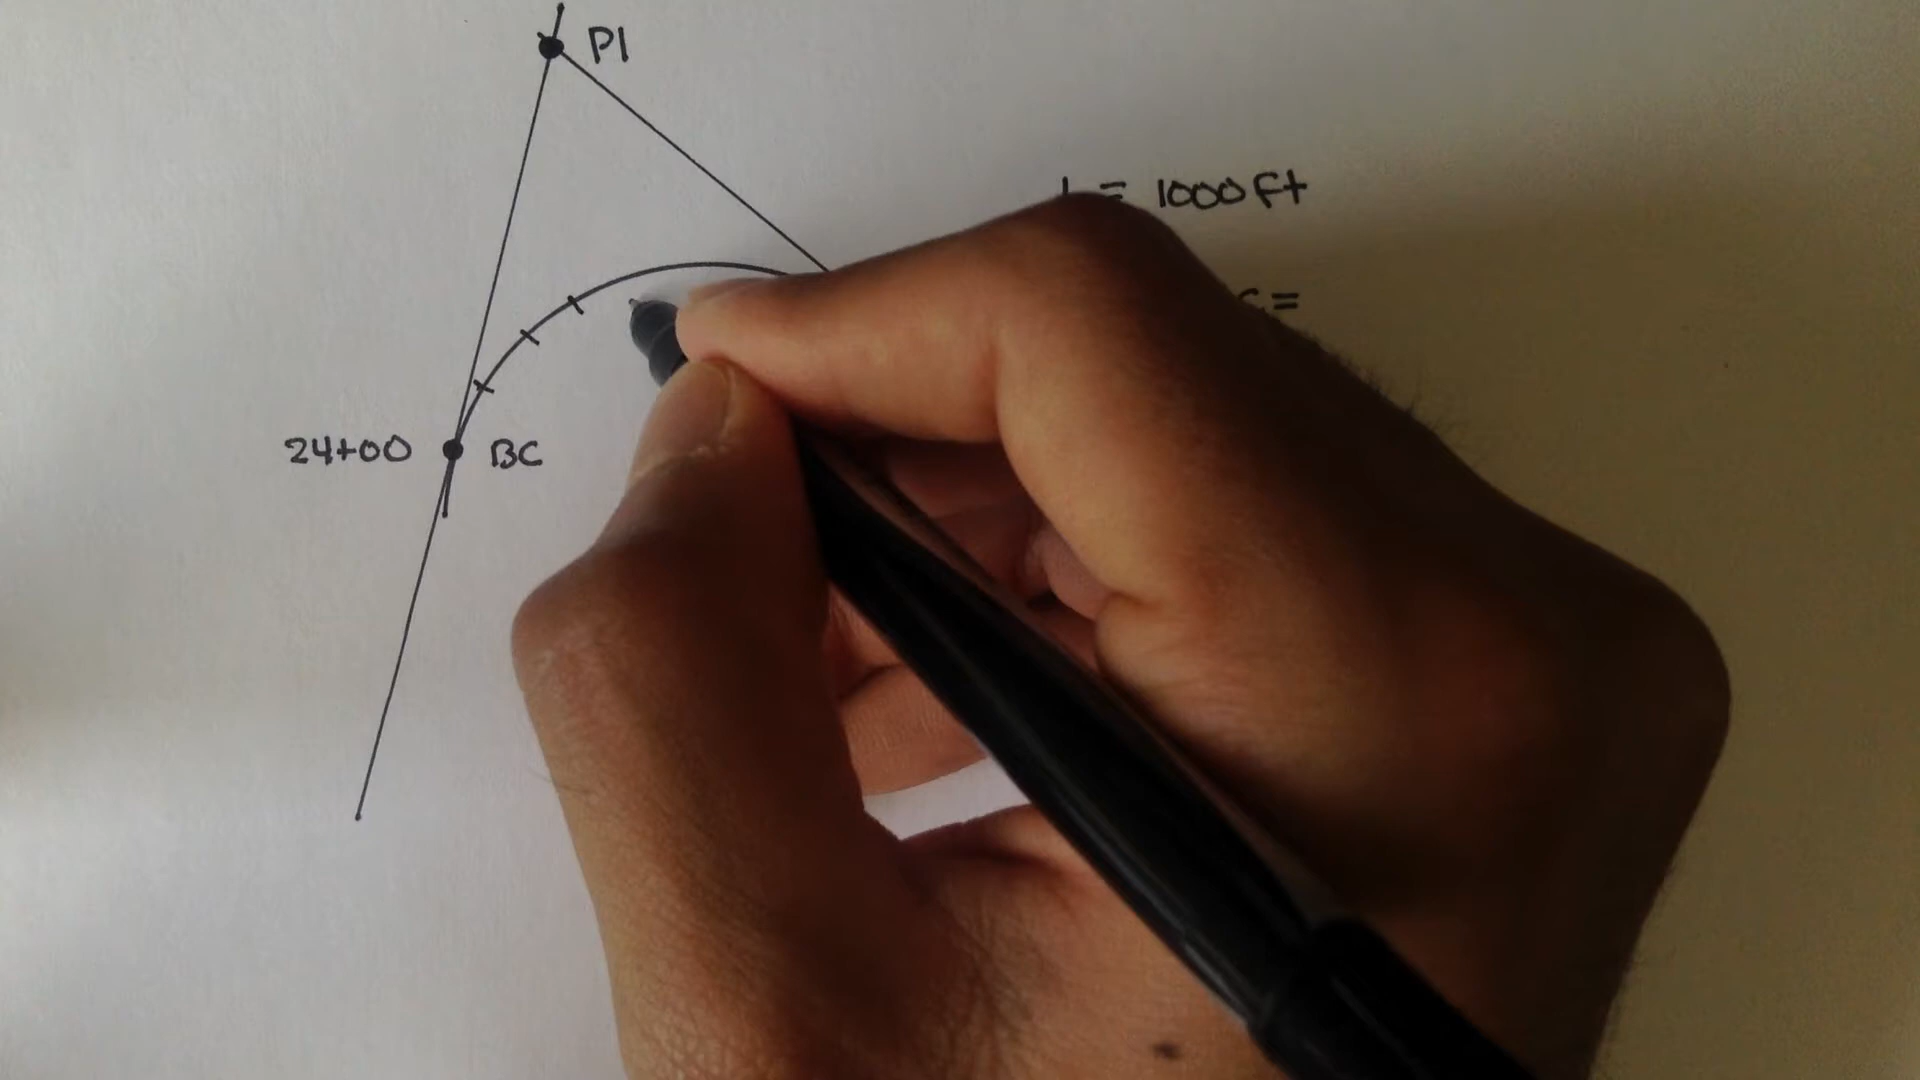 PI
= 1000 Ft
=
24+00 BC